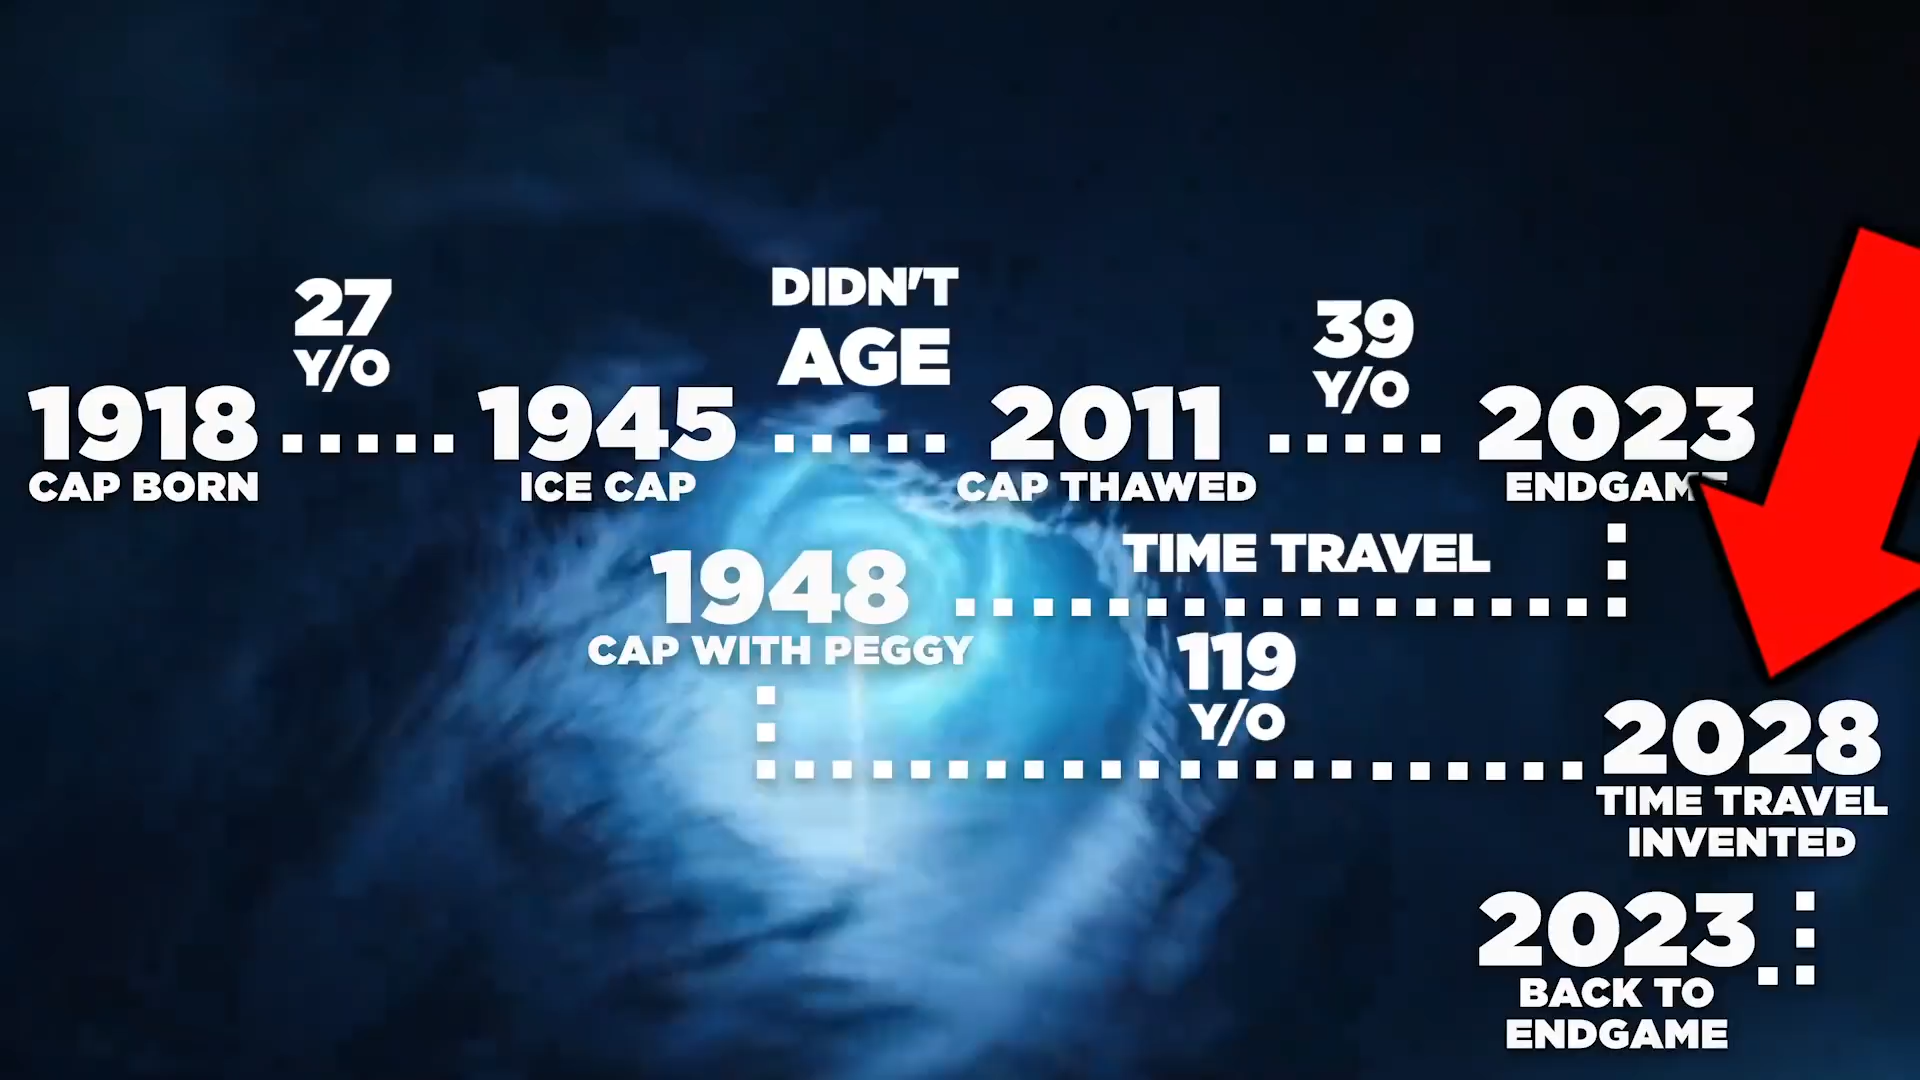 27
Y/O
DIDN'T
AGE
39
Y/O
1918
CAP BORN
1945
ICE CAP
2011
CAP THAWED
2023
ENDGAME
TIME TRAVEL
1948
CAP WITH PEGGY
119
Y/O
2028
TIME TRAVEL
INVENTED
2023
BACK TO
ENDGAME